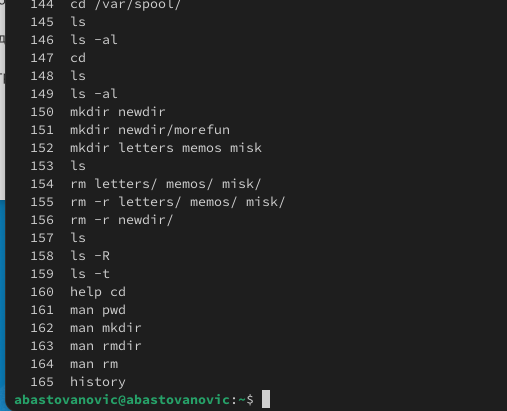 144 cd /var/spool/
145 ls
146 ls -al
147 cd
148 ls
149 ls -al
150 mkdir newdir
151 mkdir newdir/morefun
152 mkdir letters memos misk
153 ls
154 rm letters/ memos/ misk/
155 rm -r letters/ memos/ misk/
156 rm -r newdir/
157 ls
158 ls -R
159 ls -t
160 help cd
161 man pwd
162 man mkdir
163 man rmdir
164 man rm
165 history
abastovanovic@abastovanovic:~$